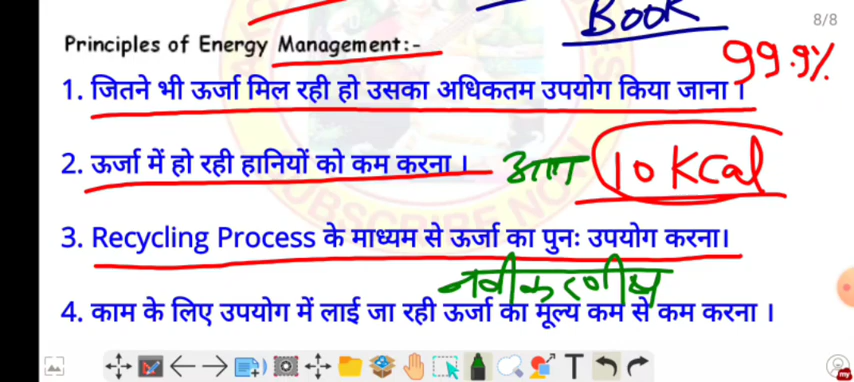 Book
8/8
Principles of Energy Management:-
99.9%
1. जितने भी ऊर्जा मिल रही हो उसका अधिकतम उपयोग किया जाना ।
2. ऊर्जा में हो रही हानियों को कम करना ।
10 KCal
3. Recycling Process के माध्यम से ऊर्जा का पुनः उपयोग करना।
नवीकरणीय
4. काम के लिए उपयोग में लाई जा रही ऊर्जा का मूल्य कम से कम करना ।